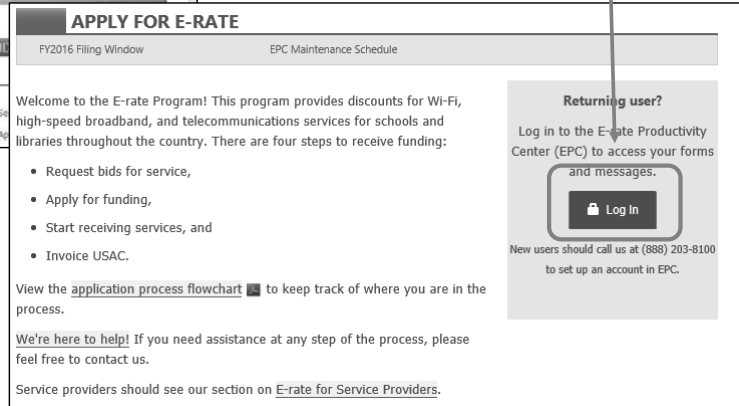 APPLY FOR E-RATE
FY2016 Filing Window
EPC Maintenance Schedule
Welcome to the E-rate Program! This program provides discounts for Wi-Fi,
high-speed broadband, and telecommunications services for schools and
libraries throughout the country. There are four steps to receive funding:
• Request bids for service,
• Apply for funding,
• Start receiving services, and
• Invoice USAC.
View the application process flowchart to keep track of where you are in the
process.
We're here to help! If you need assistance at any step of the process, please
feel free to contact us.
Service providers should see our section on E-rate for Service Providers.
Returning user?
Log in to the E-rate Productivity
Center (EPC) to access your forms
and messages.
Log In
New users should call us at (888) 203-8100
to set up an account in EPC.